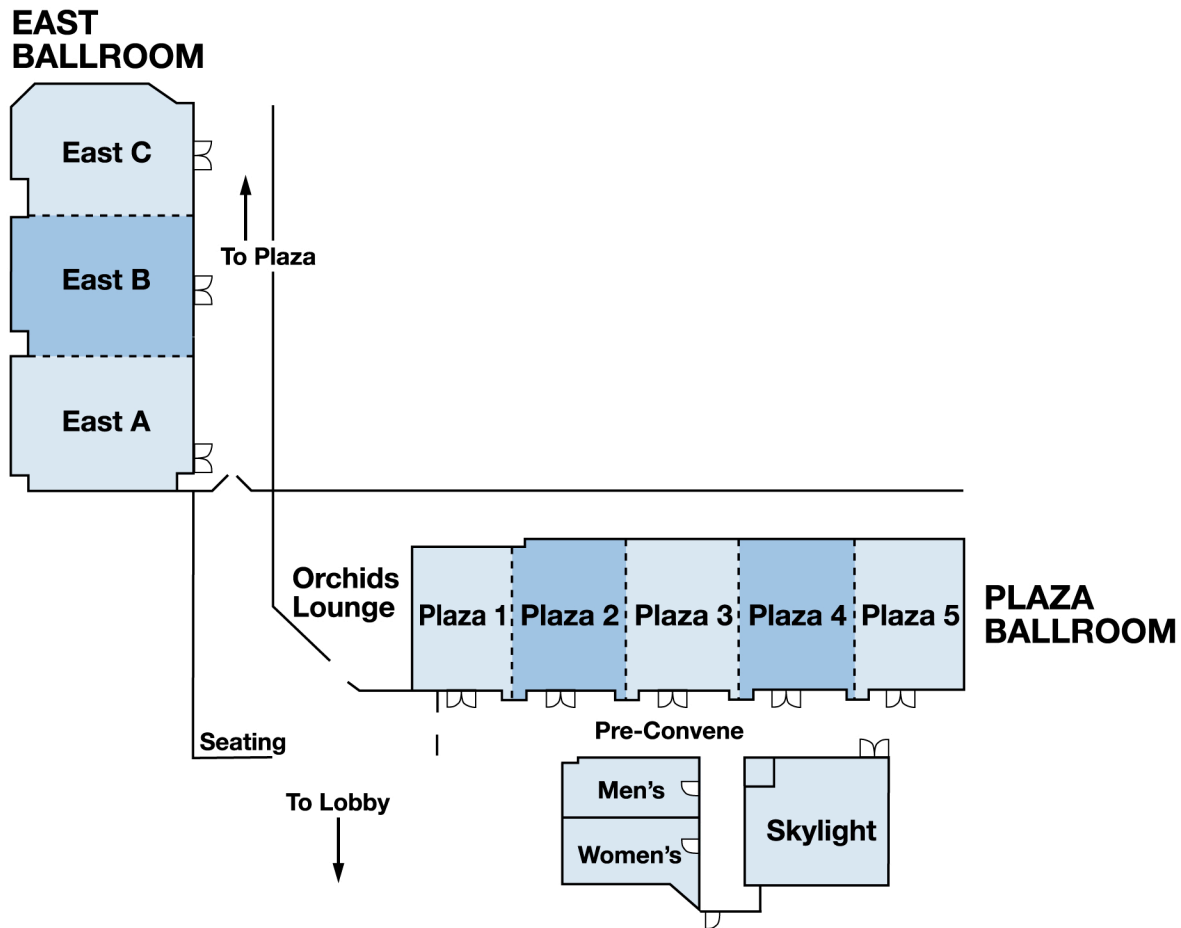 EAST
BALLROOM
East C
To Plaza
East B
East A
Orchids
Lounge
Plaza 1
Plaza 2
Plaza 3
Plaza 4
Plaza 5
PLAZA
BALLROOM
Pre-Convene
Seating
Men's
To Lobby
Skylight
Women's